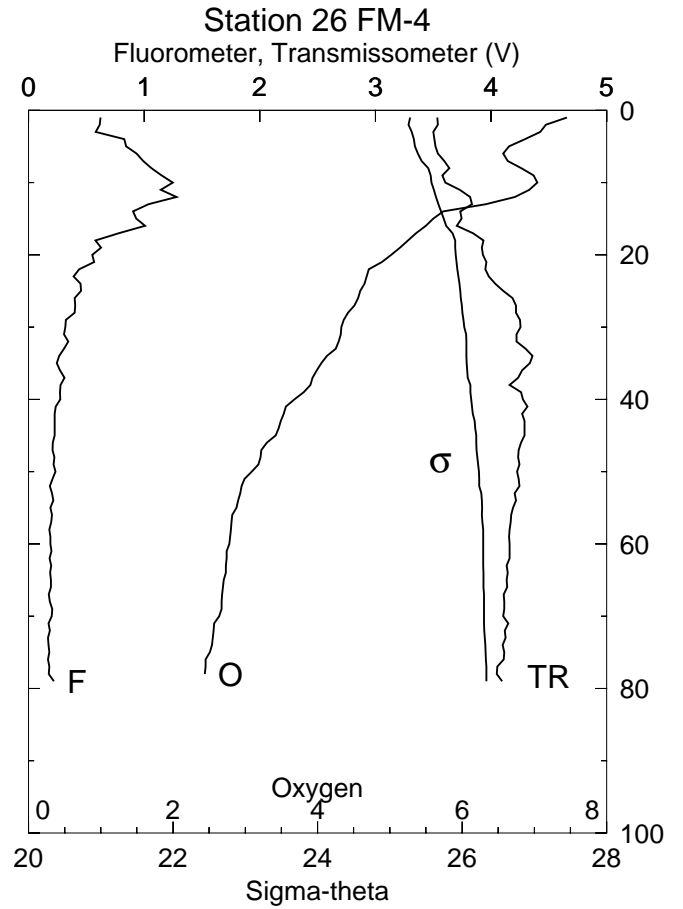 Station 26 FM-4
Fluorometer, Transmissometer (V)
0 1 2 3 4 5
0
20
40
σ
60
F O TR
80
Oxygen
0 2 4 6 8
100
20 22 24 26 28
Sigma-theta